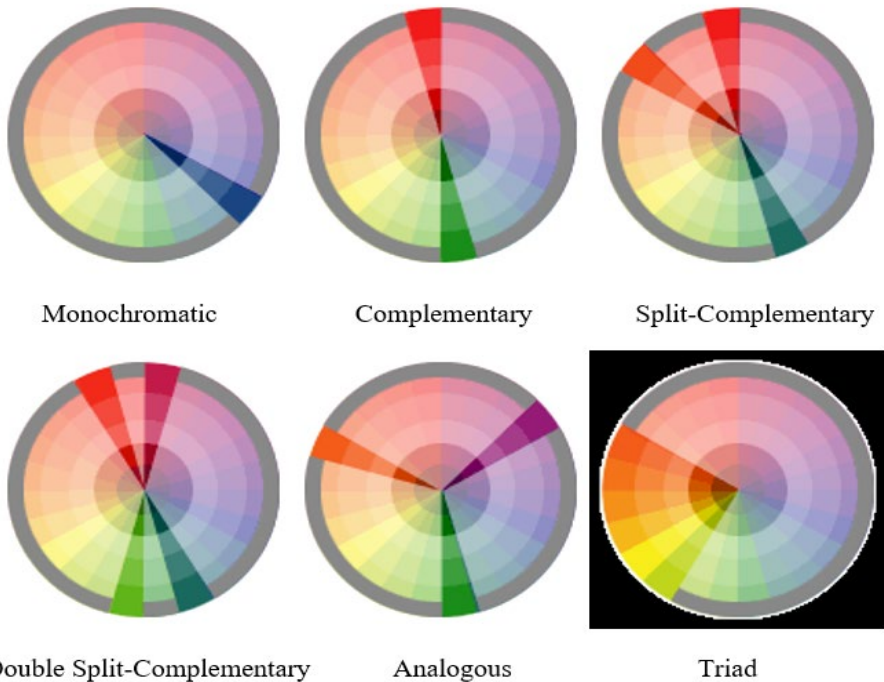 Monochromatic
Complementary
Split-Complementary
Double Split-Complementary
Analogous
Triad